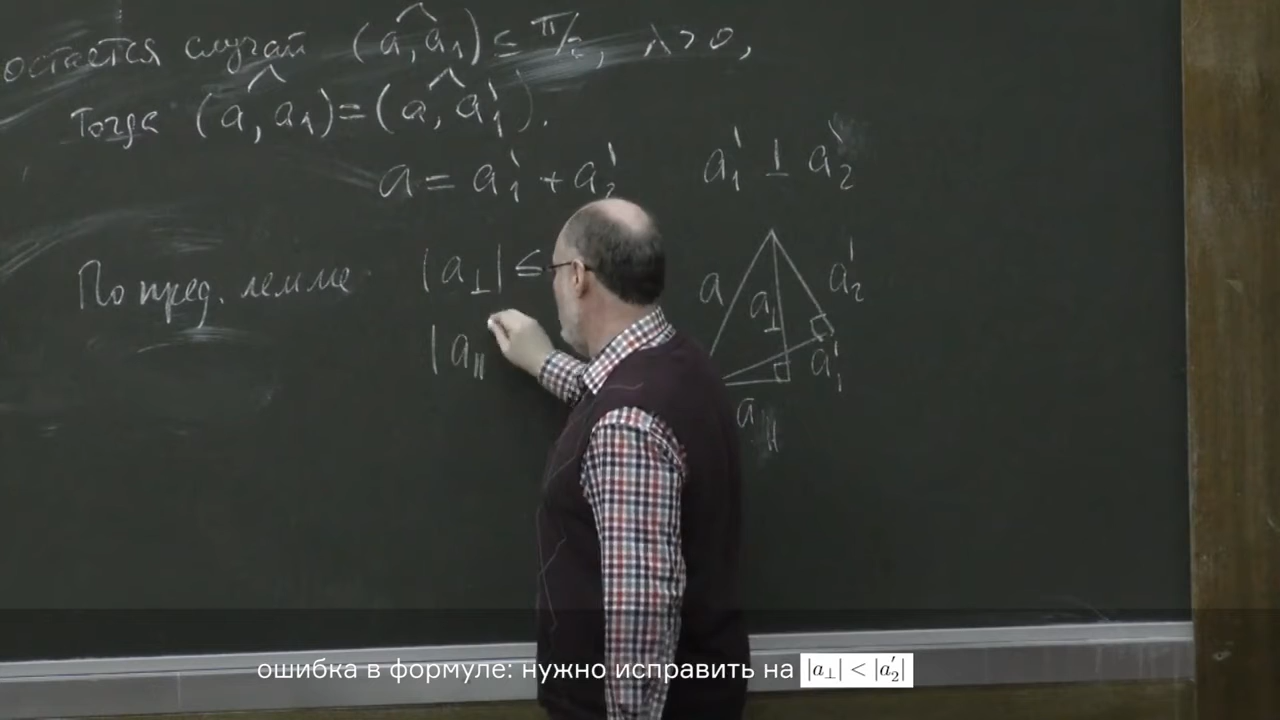 остается случай (a, a₁)^ ≤ π/2, λ>0,
Тогда (a, a₁)^ = (a, a₁')^.
a = a₁' + a₂' a₁' ⊥ a₂'
По пред. лемме |a⊥| ≤
|a||
a
a⊥
a₂'
a₁'
a||
ошибка в формуле: нужно исправить на |a⊥| < |a₂'|